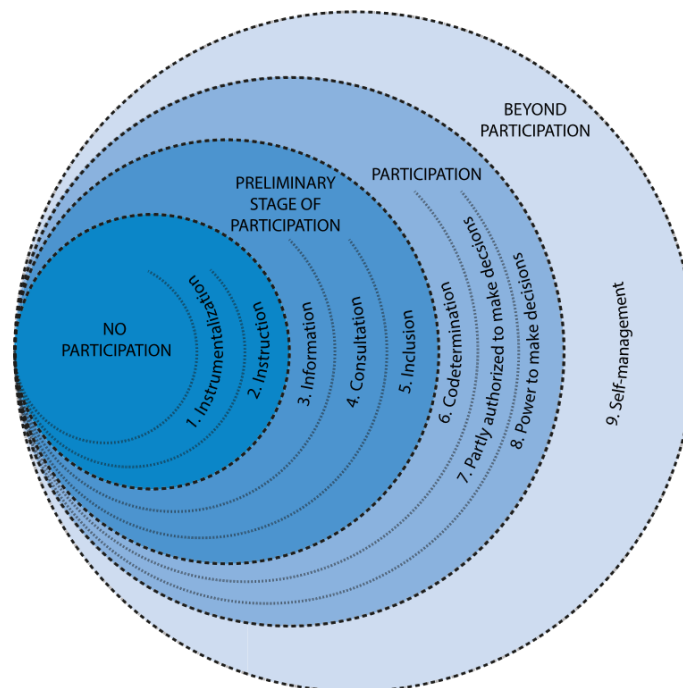 BEYOND
PARTICIPATION
PARTICIPATION
PRELIMINARY
STAGE OF
PARTICIPATION
NO
PARTICIPATION
1. Instrumentalization
2. Instruction
3. Information
4. Consultation
5. Inclusion
6. Codetermination
7. Partly authorized to make decisions
8. Power to make decisions
9. Self-management